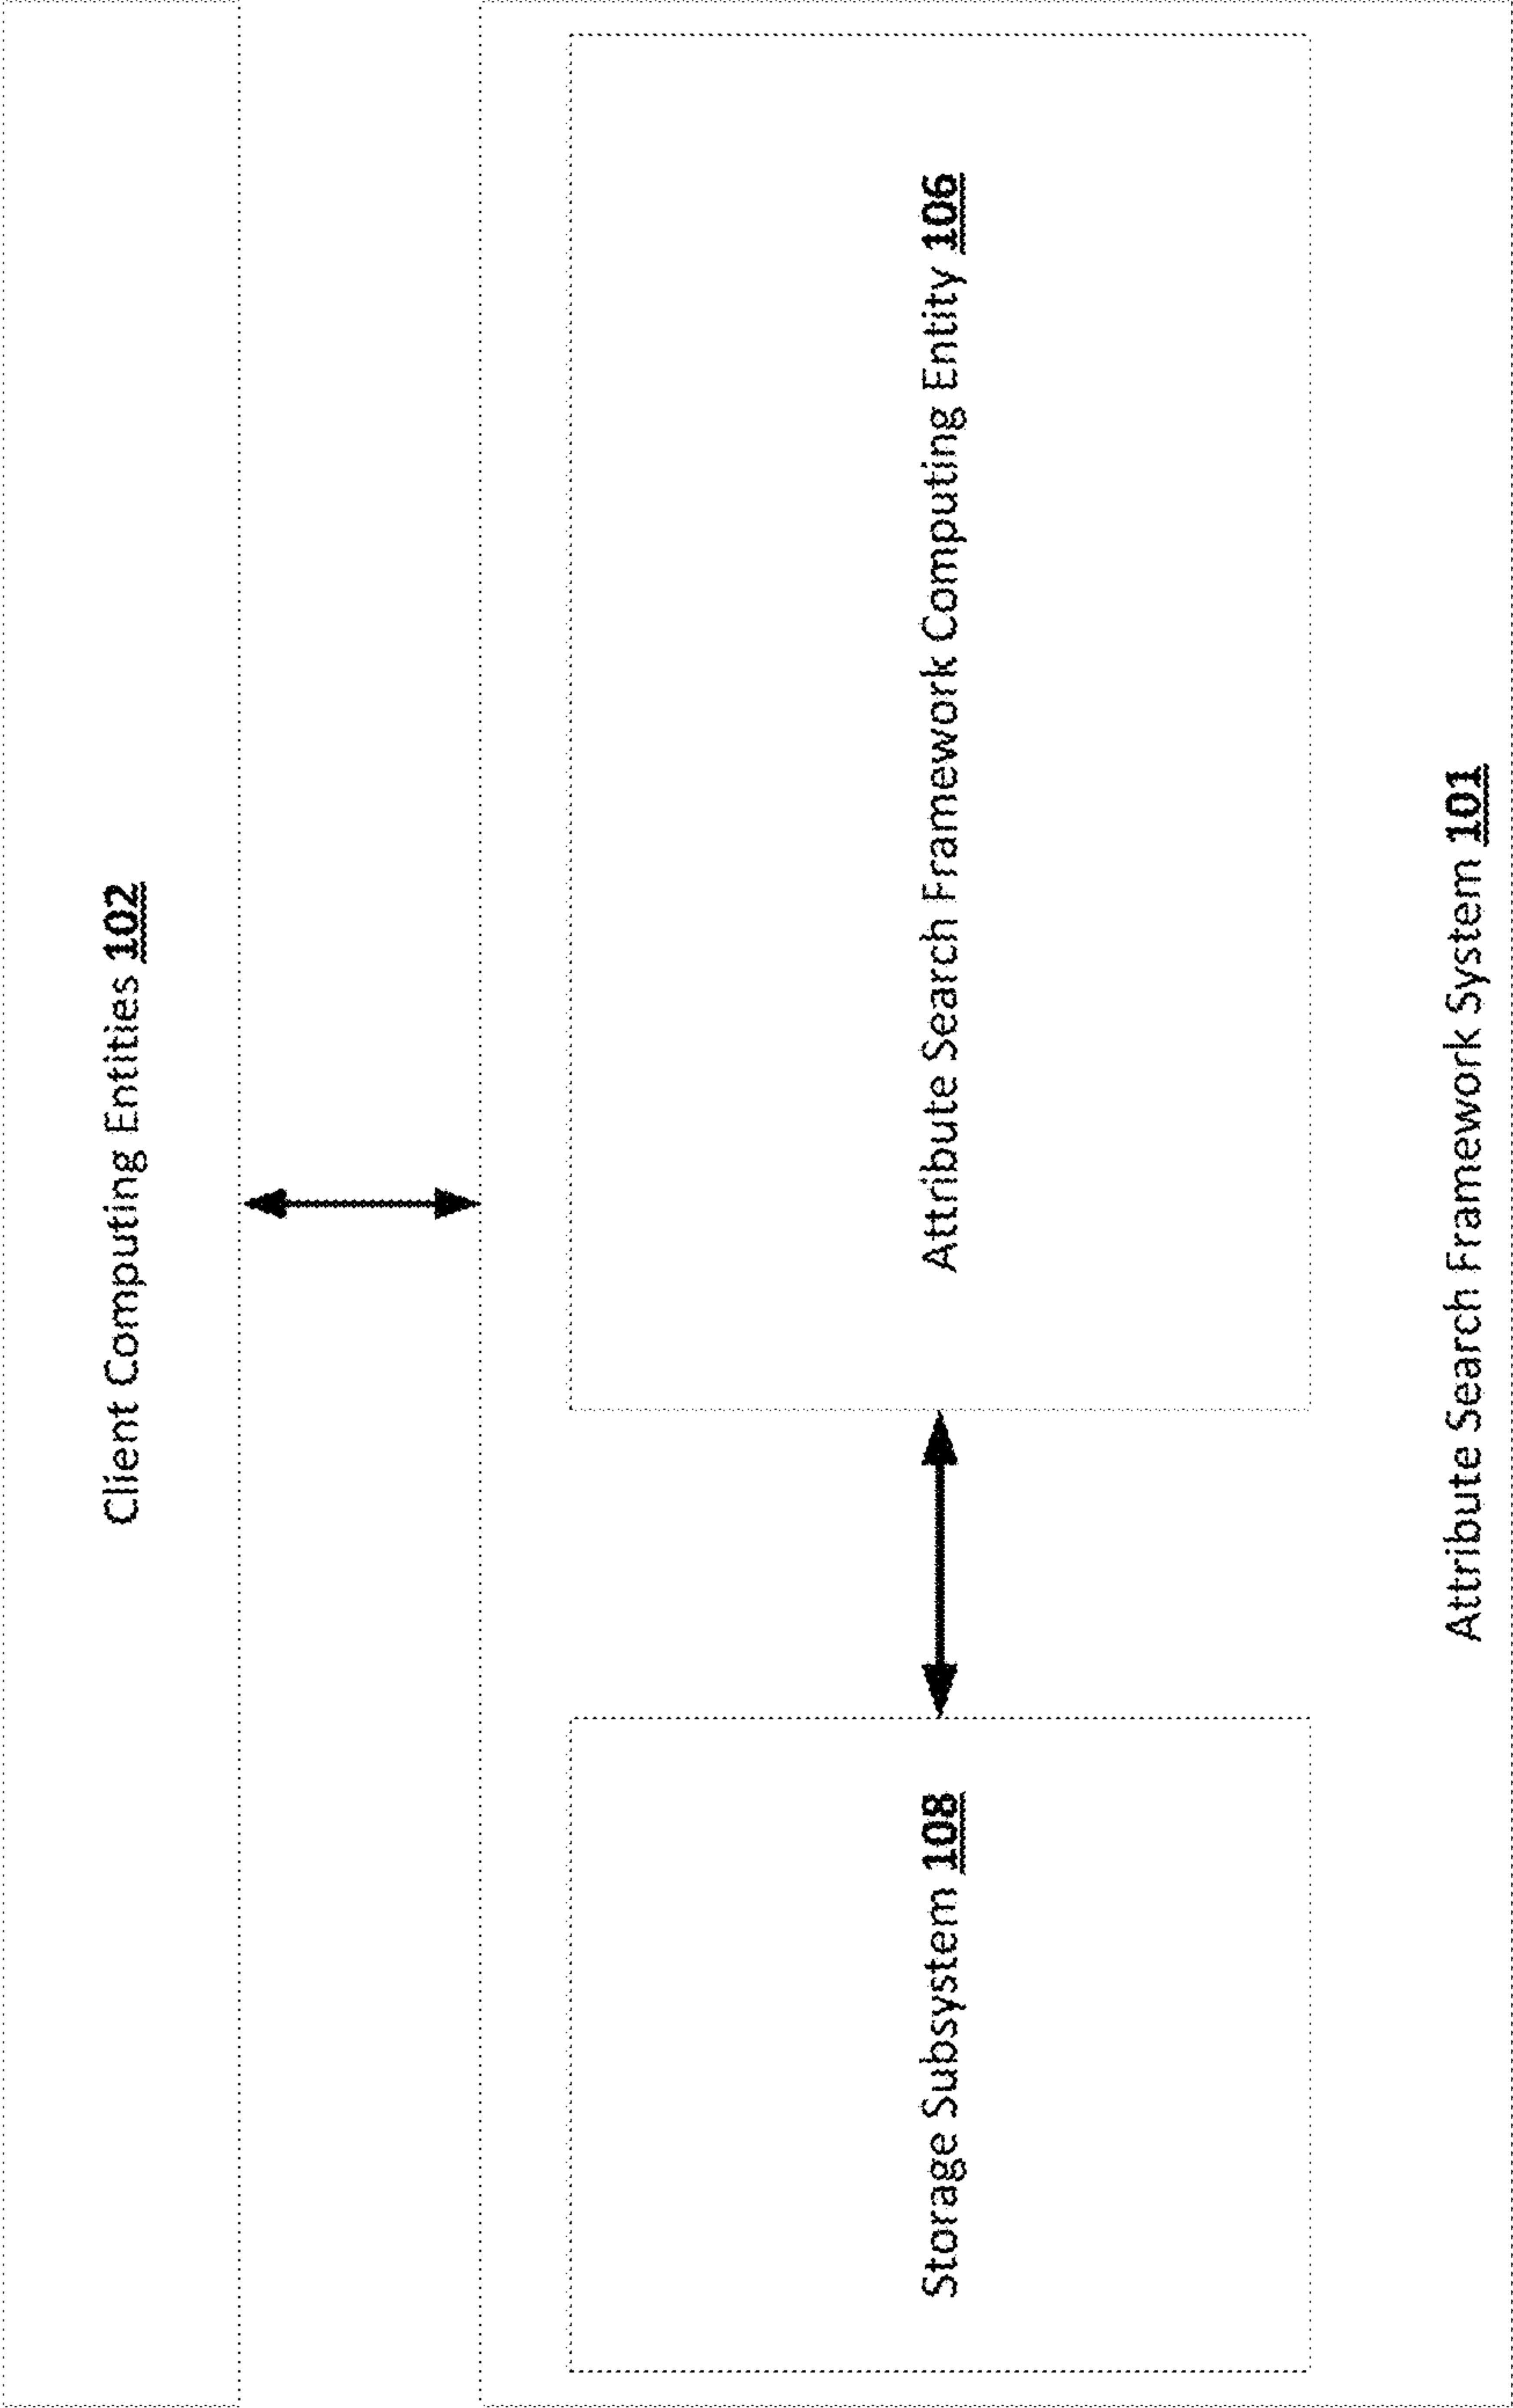 Client Computing Entities 102
Storage Subsystem 108
Attribute Search Framework Computing Entity 106
Attribute Search Framework System 101